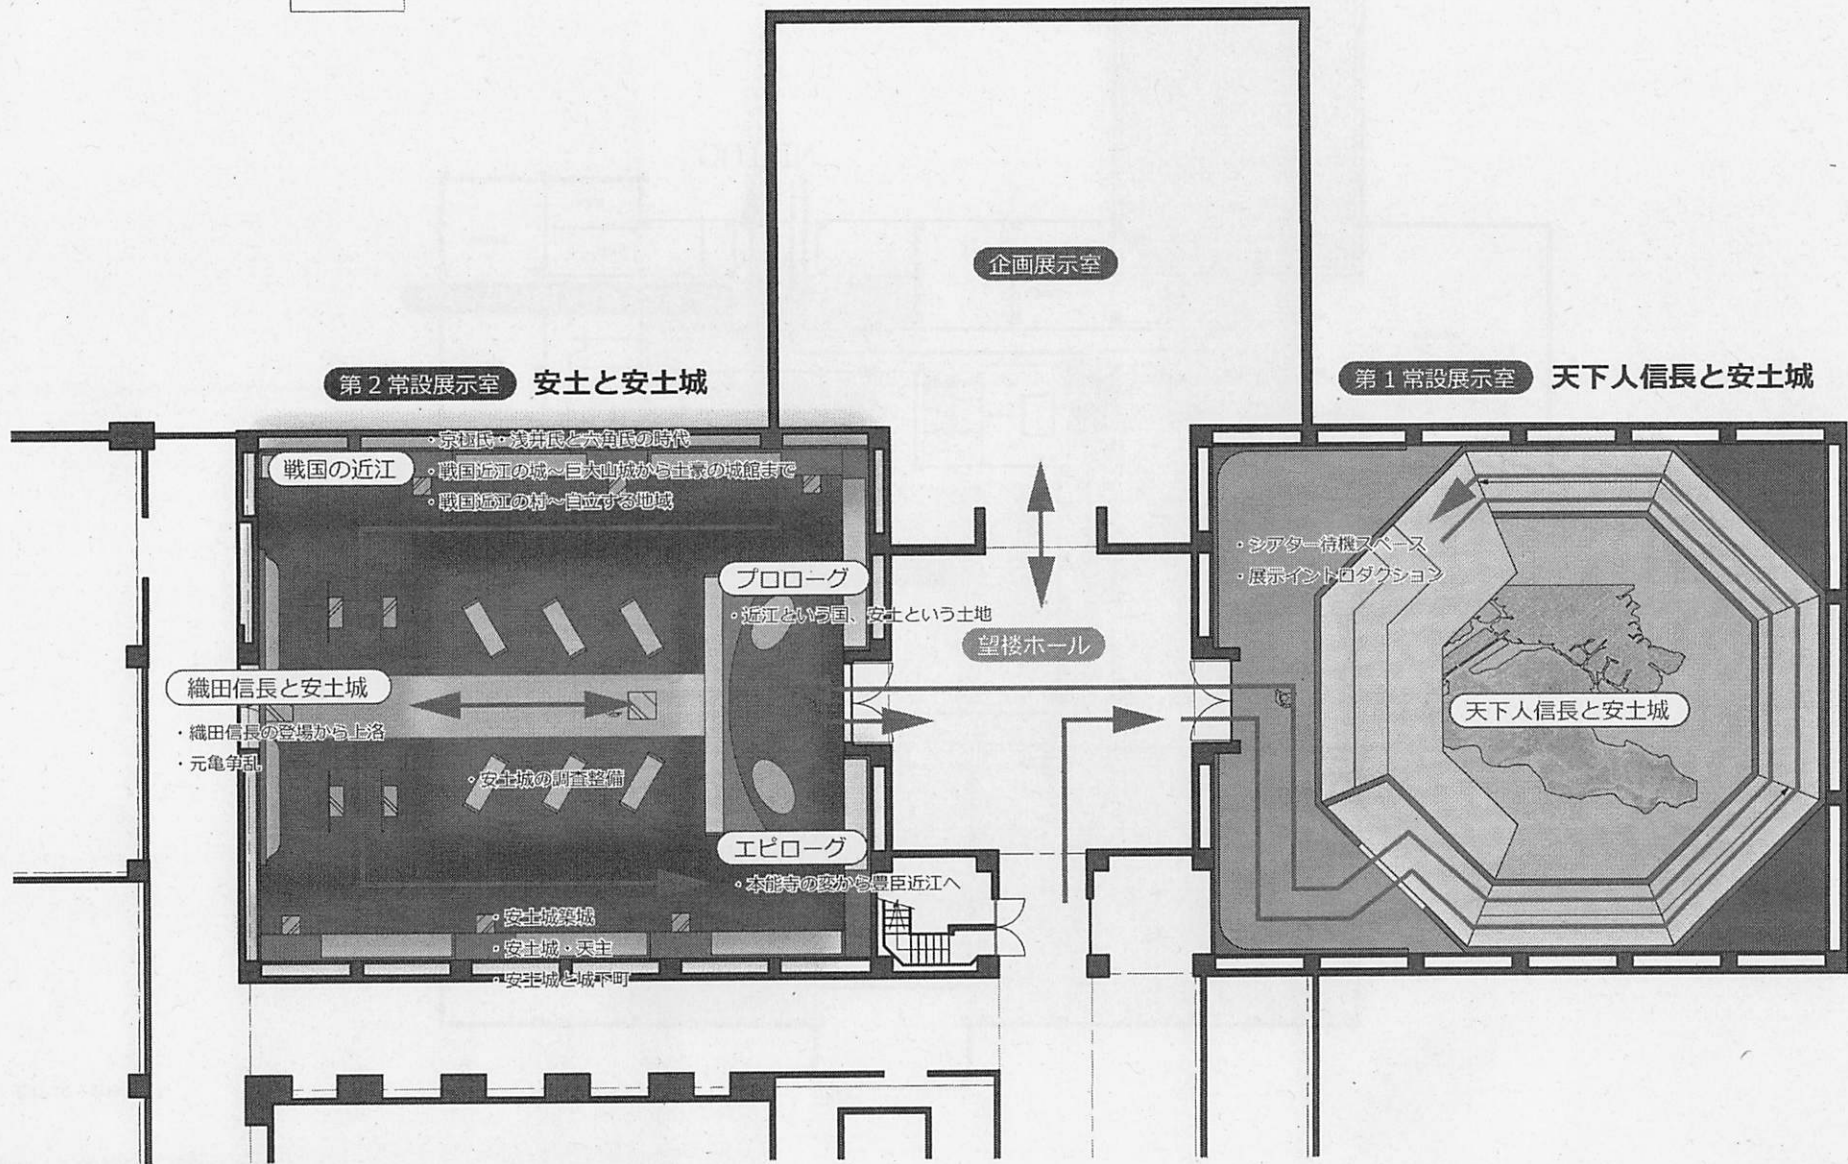 企画展示室
第2常設展示室 安土と安土城
第1常設展示室 天下人信長と安土城
戦国の近江
・京極氏・浅井氏と六角氏の時代
・戦国近江の城～巨大山城から土豪の城館まで
・戦国近江の村～自立する地域
プロローグ
・近江という国、安土という土地
望楼ホール
・シアター待機スペース
・展示イントロダクション
天下人信長と安土城
織田信長と安土城
・織田信長の登場から上洛
・元亀争乱
・安土城の調査整備
エピローグ
・本能寺の変から豊臣近江へ
・安土城築城
・安土城・天主
・安土城と城下町